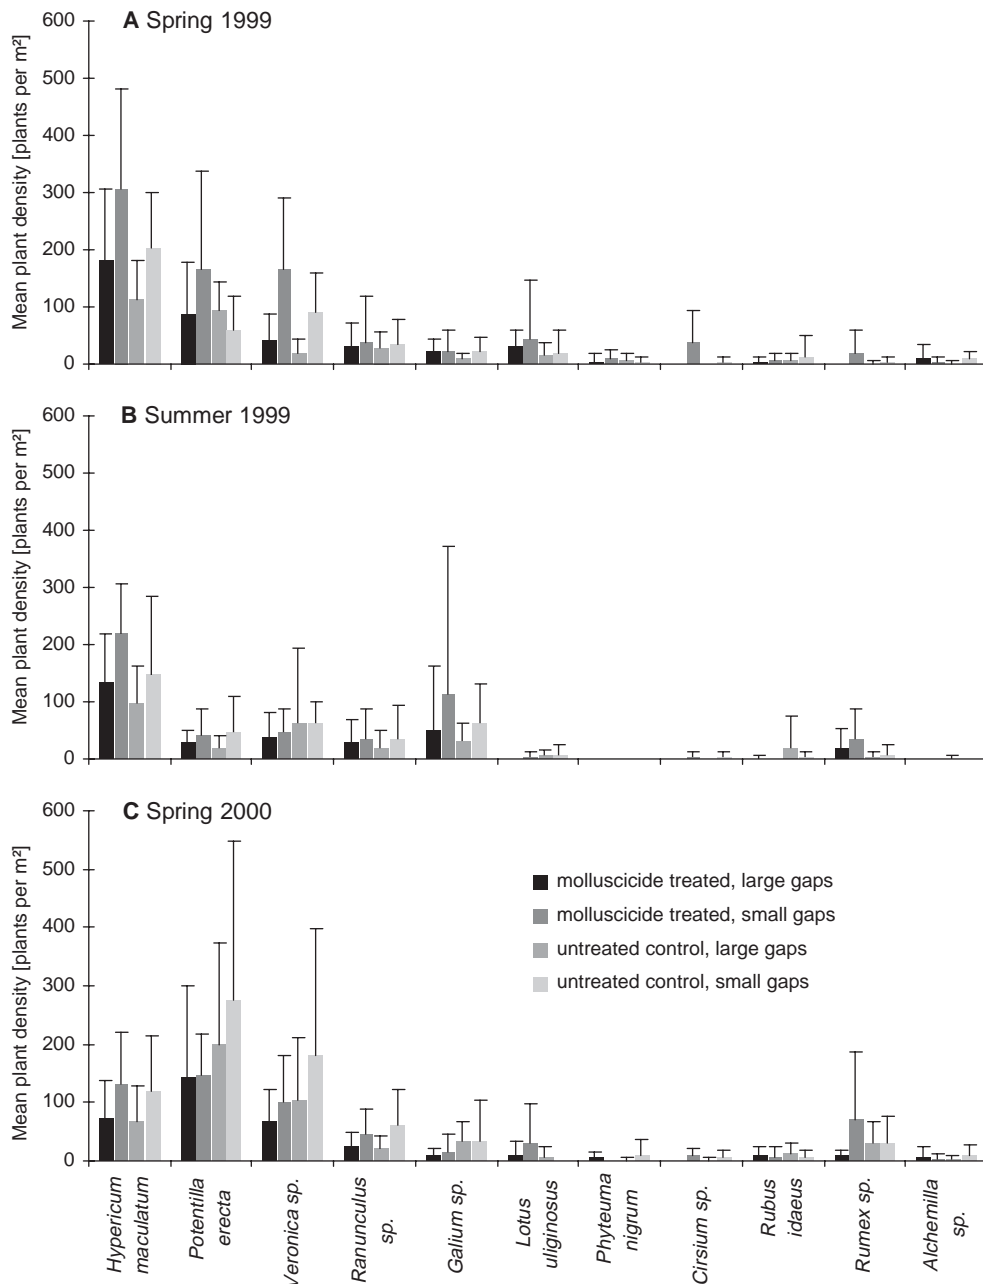 A Spring 1999
Mean plant density [plants per m²]
600
500
400
300
200
100
0
B Summer 1999
Mean plant density [plants per m²]
600
500
400
300
200
100
0
C Spring 2000
Mean plant density [plants per m²]
600
500
400
300
200
100
0
molluscicide treated, large gaps
molluscicide treated, small gaps
untreated control, large gaps
untreated control, small gaps
Hypericum
maculatum
Potentilla
erecta
Veronica sp.
Ranunculus
sp.
Galium sp.
Lotus
uliginosus
Phyteuma
nigrum
Cirsium sp.
Rubus
idaeus
Rumex sp.
Alchemilla
sp.